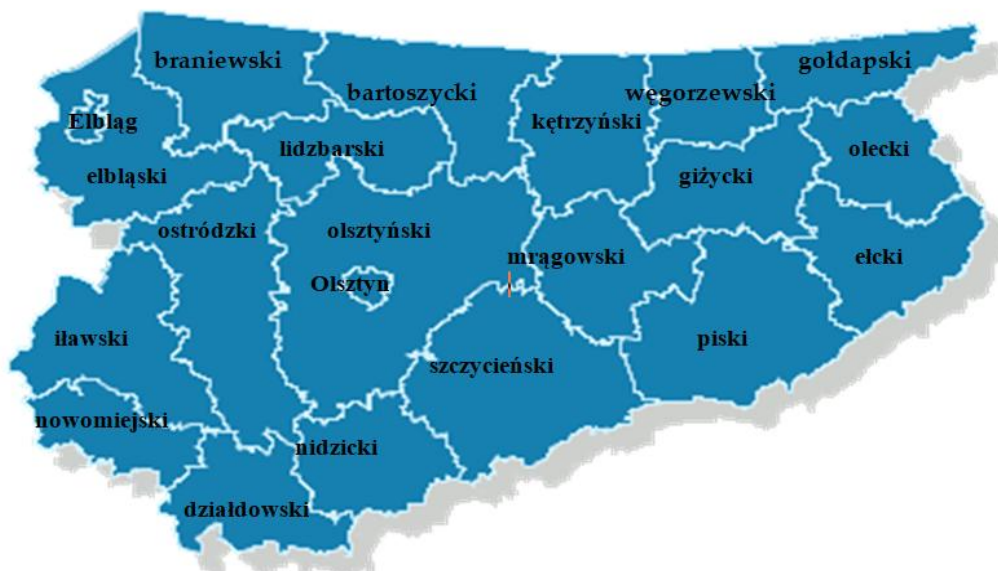 braniewski
gołdapski
bartoszycki
węgorzewski
Elbląg
kętrzyński
lidzbarski
olecki
elbląski
giżycki
ostródzki
olsztyński
mrągowski
ełcki
Olsztyn
iławski
piski
szczycieński
nowomiejski
nidzicki
działdowski